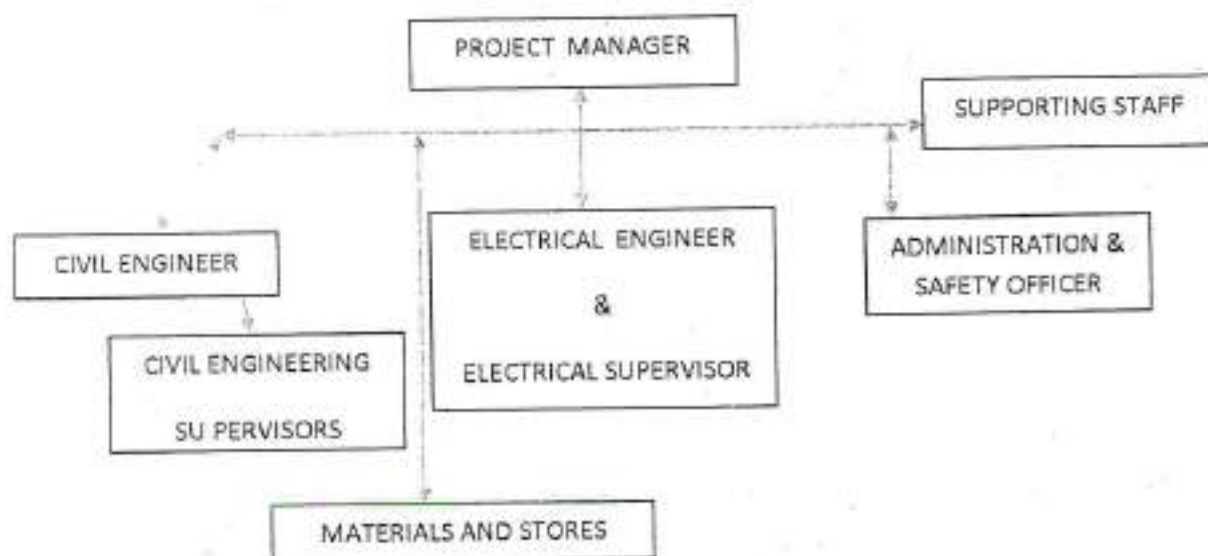 PROJECT MANAGER
SUPPORTING STAFF
CIVIL ENGINEER
ELECTRICAL ENGINEER
&
ELECTRICAL SUPERVISOR
ADMINISTRATION &
SAFETY OFFICER
CIVIL ENGINEERING
SU PERVISORS
MATERIALS AND STORES